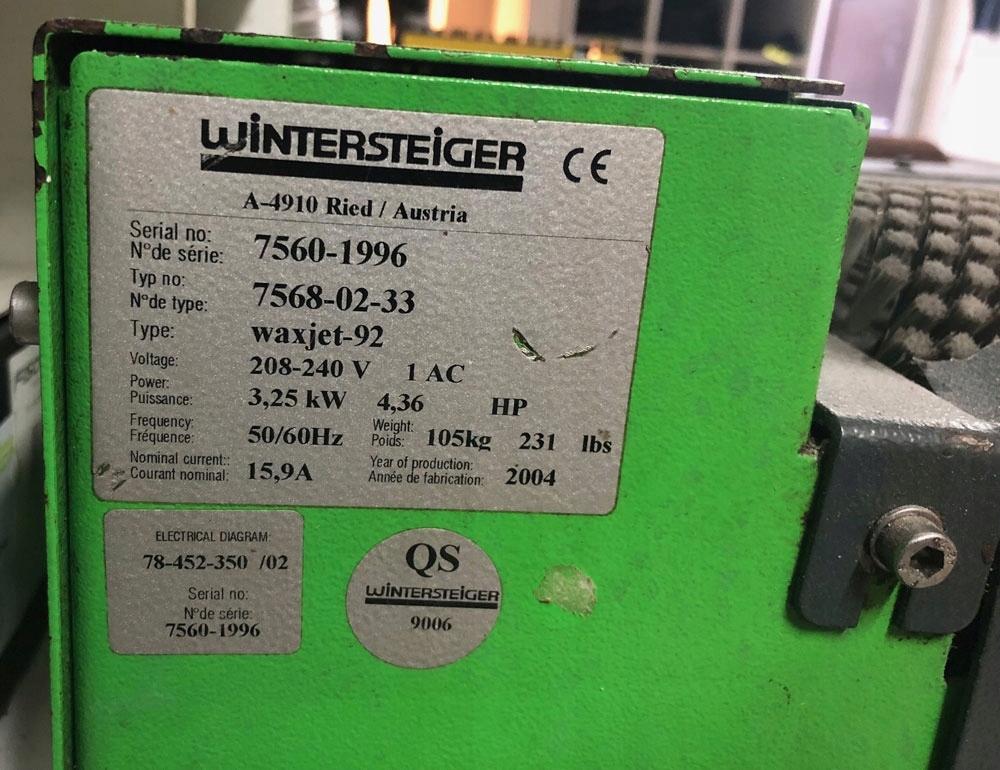 WINTERSTEIGER CE
A-4910 Ried / Austria
Serial no:
N°de série: 7560-1996
Typ no:
N°de type: 7568-02-33
Type: waxjet-92
Voltage: 208-240 V 1 AC
Power:
Puissance: 3,25 kW 4,36 HP
Frequency:
Fréquence: 50/60Hz
Weight:
Poids: 105kg 231 lbs
Nominal current::
Courant nominal: 15,9A
Year of production:
Année de fabrication: 2004
ELECTRICAL DIAGRAM:
78-452-350 /02
Serial no:
N°de série:
7560-1996
QS
WINTERSTEIGER
9006